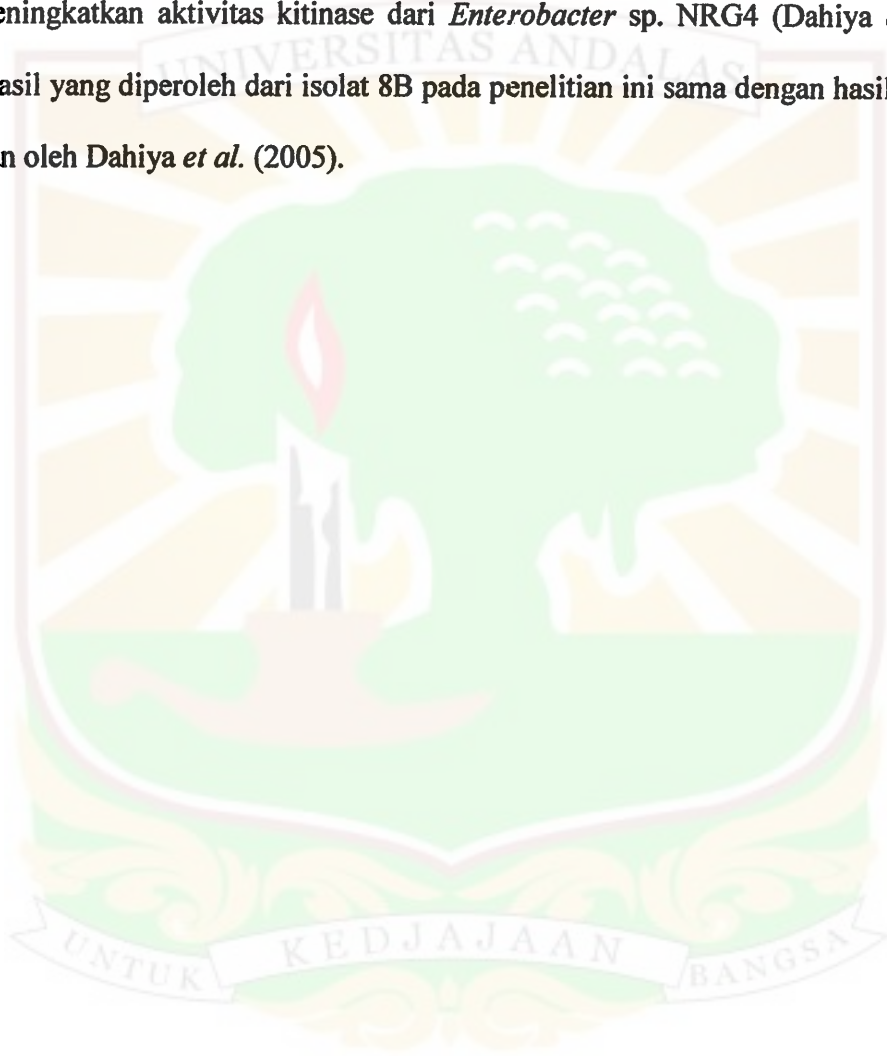 eningkatkan aktivitas kitinase dari Enterobacter sp. NRG4 (Dahiya
UNIVERSITAS ANDALAS
asil yang diperoleh dari isolat 8B pada penelitian ini sama dengan hasil
n oleh Dahiya et al. (2005).
UNTUK KEDJAJAAN BANGSA